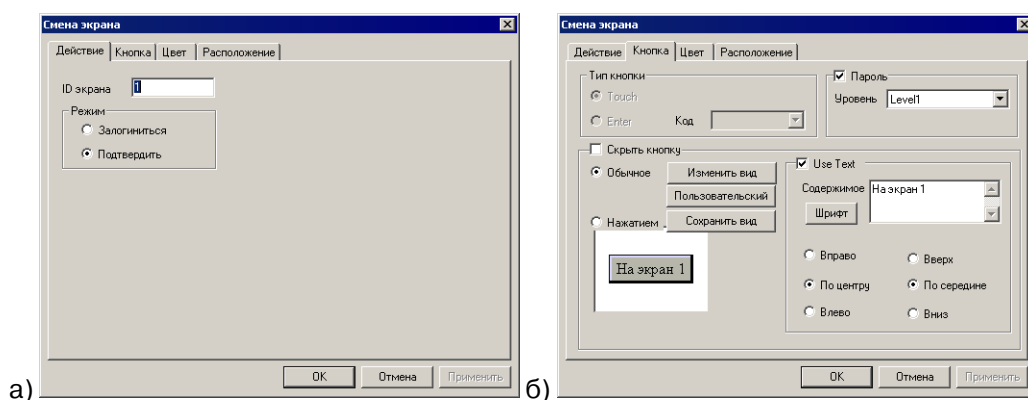 Смена экрана
Действие Кнопка Цвет Расположение
ID экрана 1
Режим
Залогиниться
Подтвердить
OK Отмена Применить
а)
Смена экрана
Действие Кнопка Цвет Расположение
Тип кнопки
Touch
Enter Код
Пароль
Уровень Level1
Скрыть кнопку
Обычное Изменить вид
Пользовательский
Нажатием Сохранить вид
На экран 1
Use Text
Содержимое На экран 1
Шрифт
Вправо Вверх
По центру По середине
Влево Вниз
OK Отмена Применить
б)